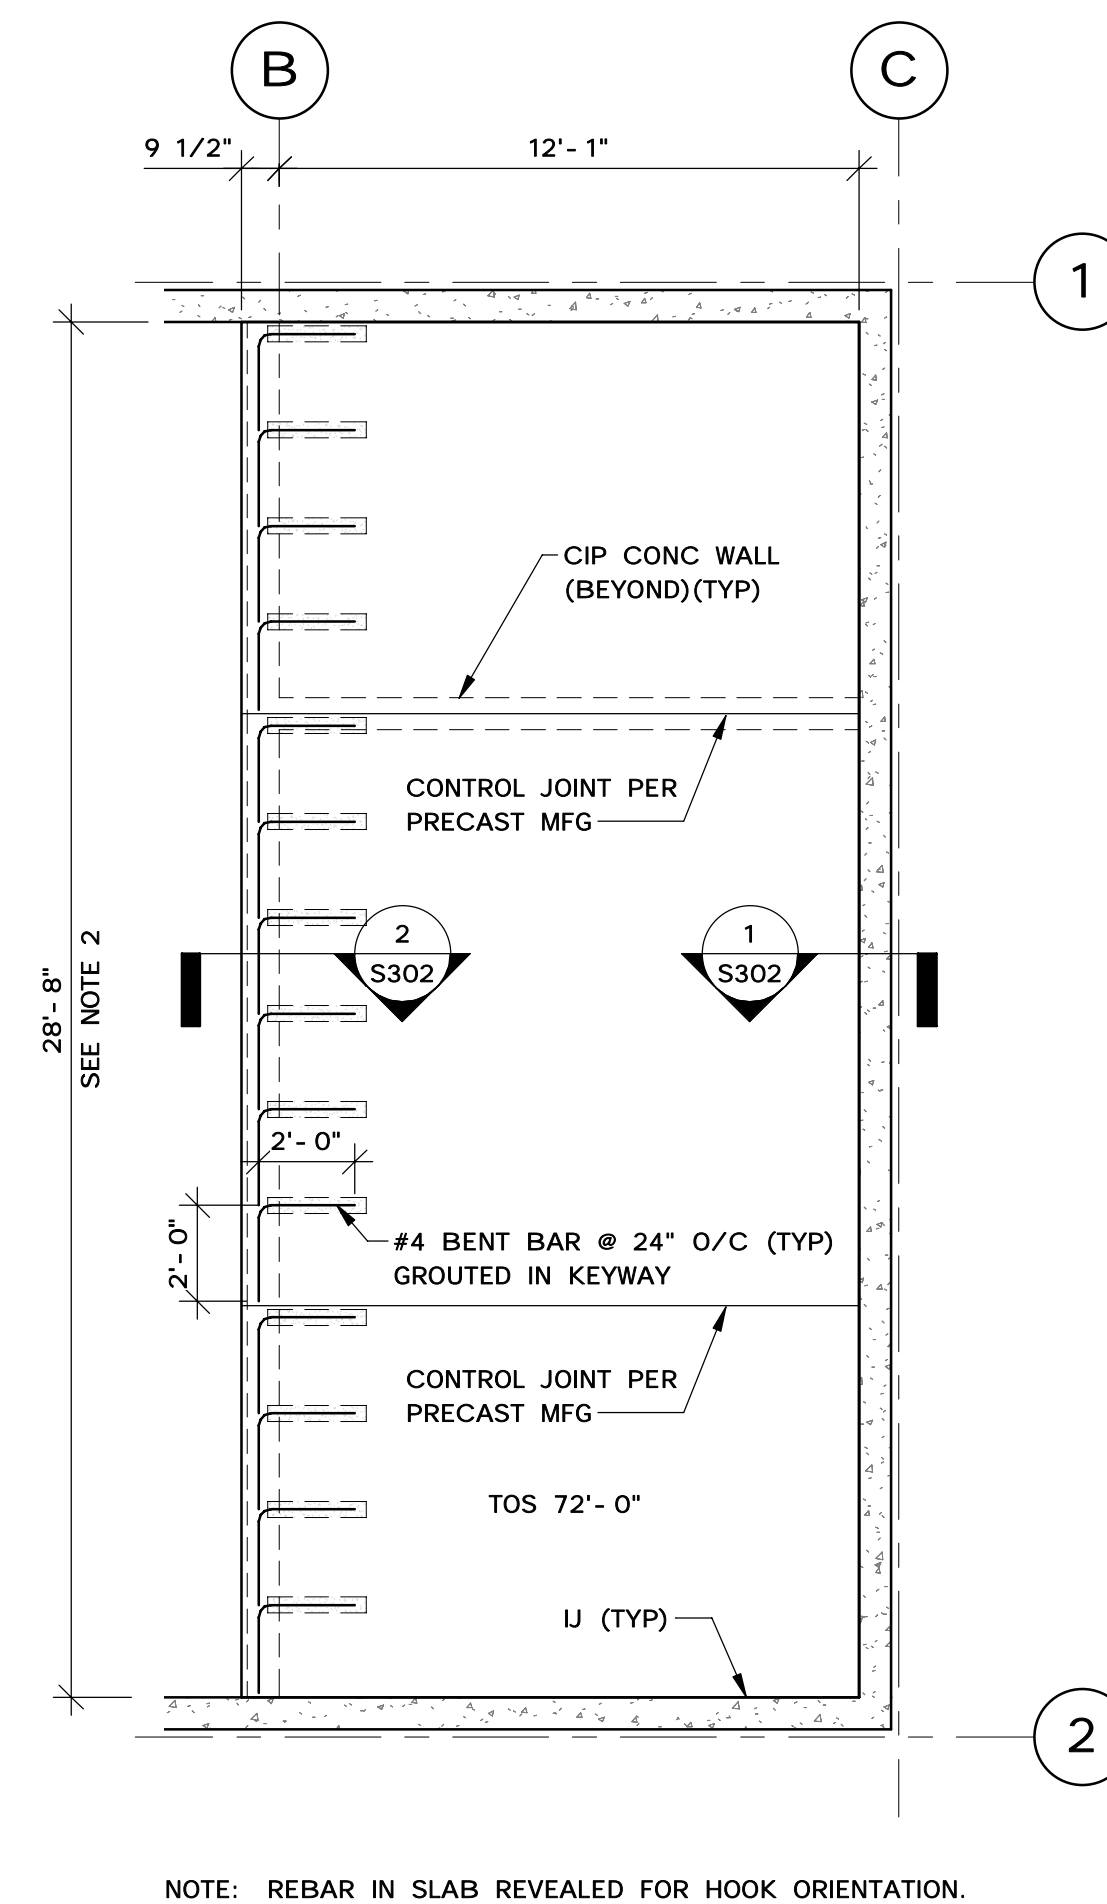 B
C
9 1/2"
12'-1"
1
CIP CONC WALL
(BEYOND)(TYP)
CONTROL JOINT PER
PRECAST MFG
2
S302
1
S302
28'-8"
SEE NOTE 2
2'-0"
2'-0"
#4 BENT BAR @ 24" O/C (TYP)
GROUTED IN KEYWAY
CONTROL JOINT PER
PRECAST MFG
TOS 72'-0"
IJ (TYP)
2
NOTE: REBAR IN SLAB REVEALED FOR HOOK ORIENTATION.